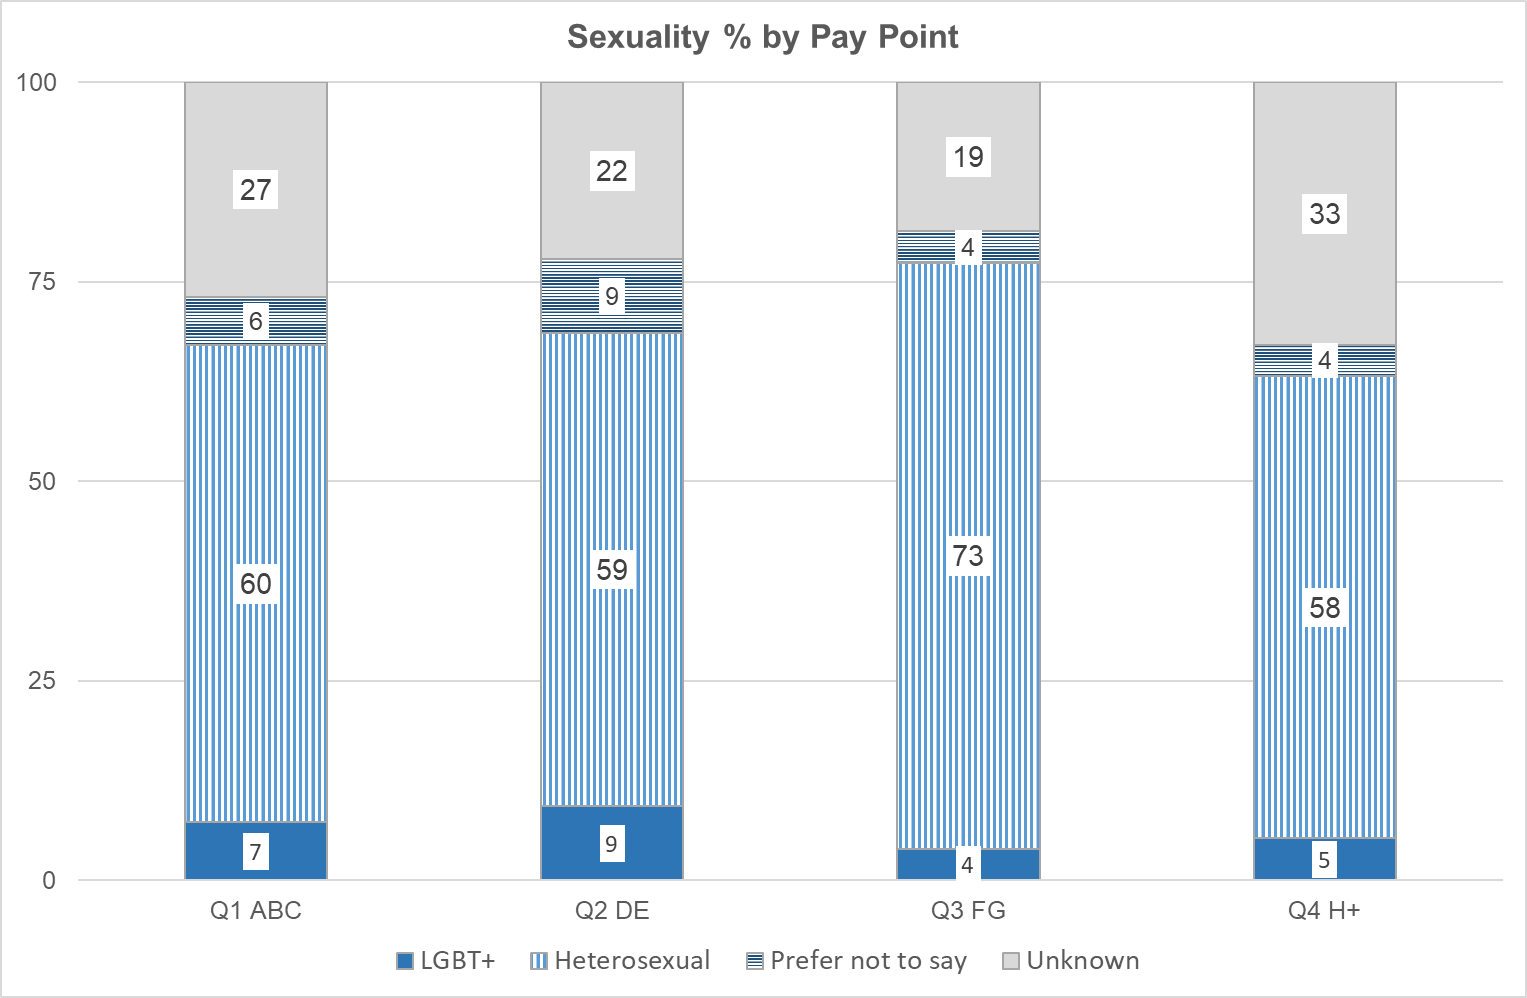 Sexuality % by Pay Point
100
75
50
25
0
27
6
60
7
22
9
59
9
19
4
73
4
33
4
58
5
Q1 ABC
Q2 DE
Q3 FG
Q4 H+
LGBT+
Heterosexual
Prefer not to say
Unknown